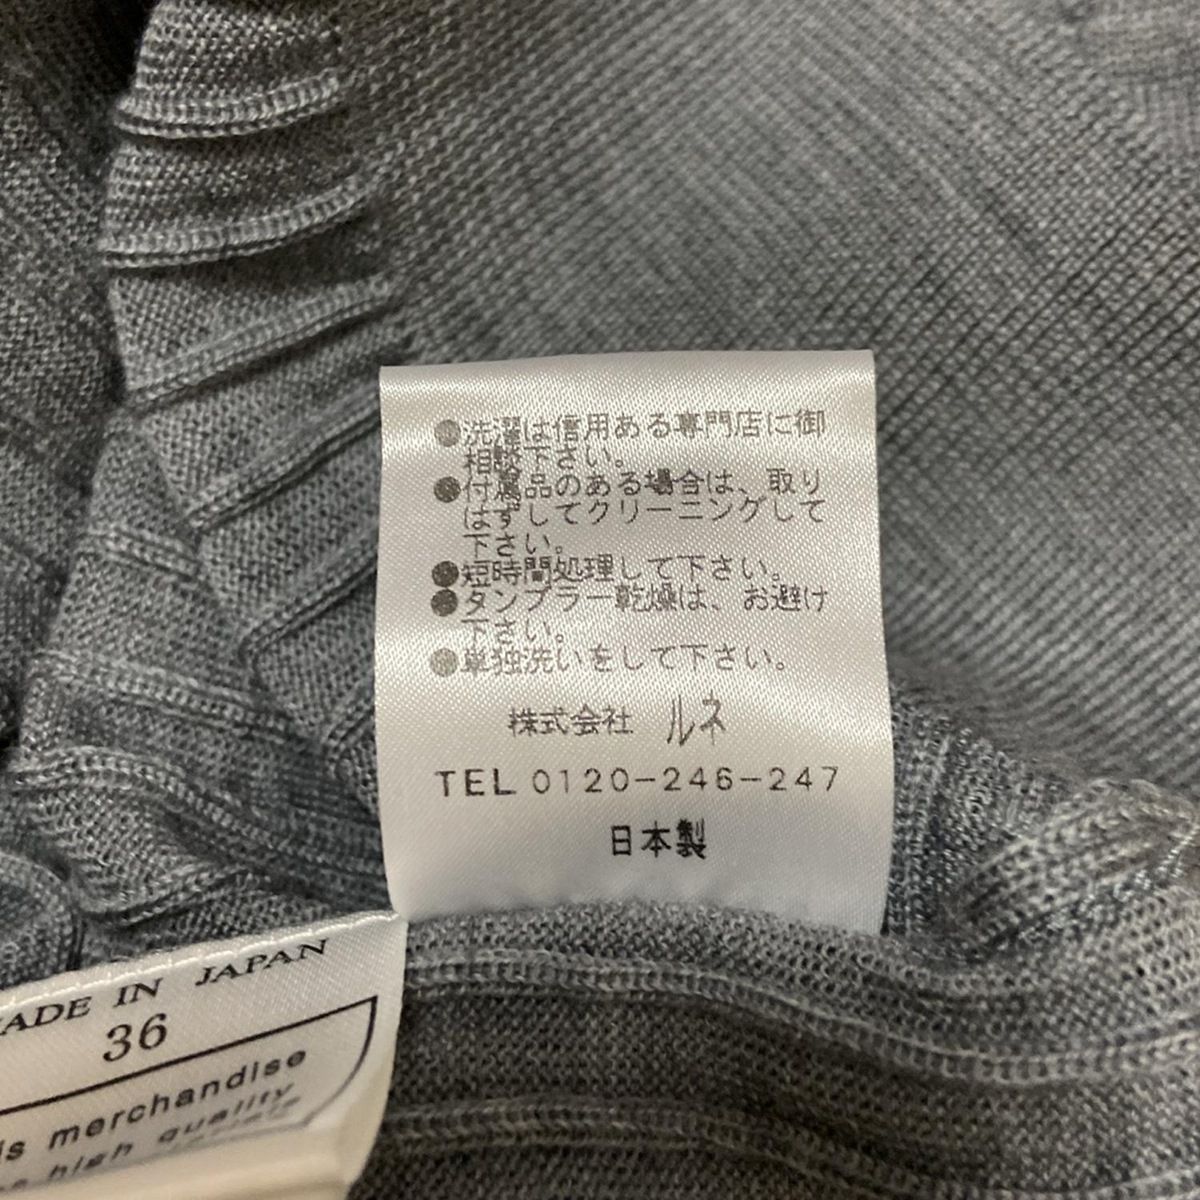 ●洗濯は信用ある専門店に御
相談下さい。
●付属品のある場合は、取り
はずしてクリーニングして
下さい。
●短時間処理して下さい。
●タンブラー乾燥は、お避け
下さい。
●単独洗いをして下さい。
株式会社 ルネ
TEL 0120-246-247
日本製
MADE IN JAPAN
36
is merchandise
high quality